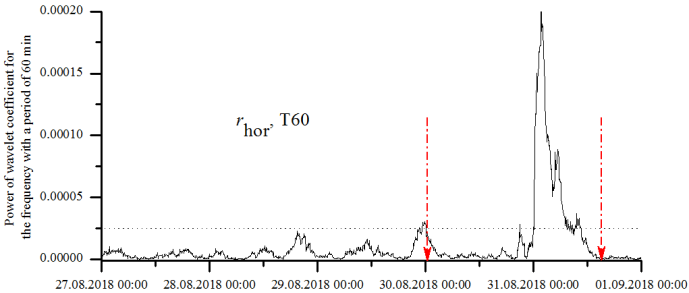 Power of wavelet coefficient for
the frequency with a period of 60 min
0.00020
0.00015
0.00010
0.00005
0.00000
r hor, T60
27.08.2018 00:00 28.08.2018 00:00 29.08.2018 00:00 30.08.2018 00:00 31.08.2018 00:00 01.09.2018 00:00